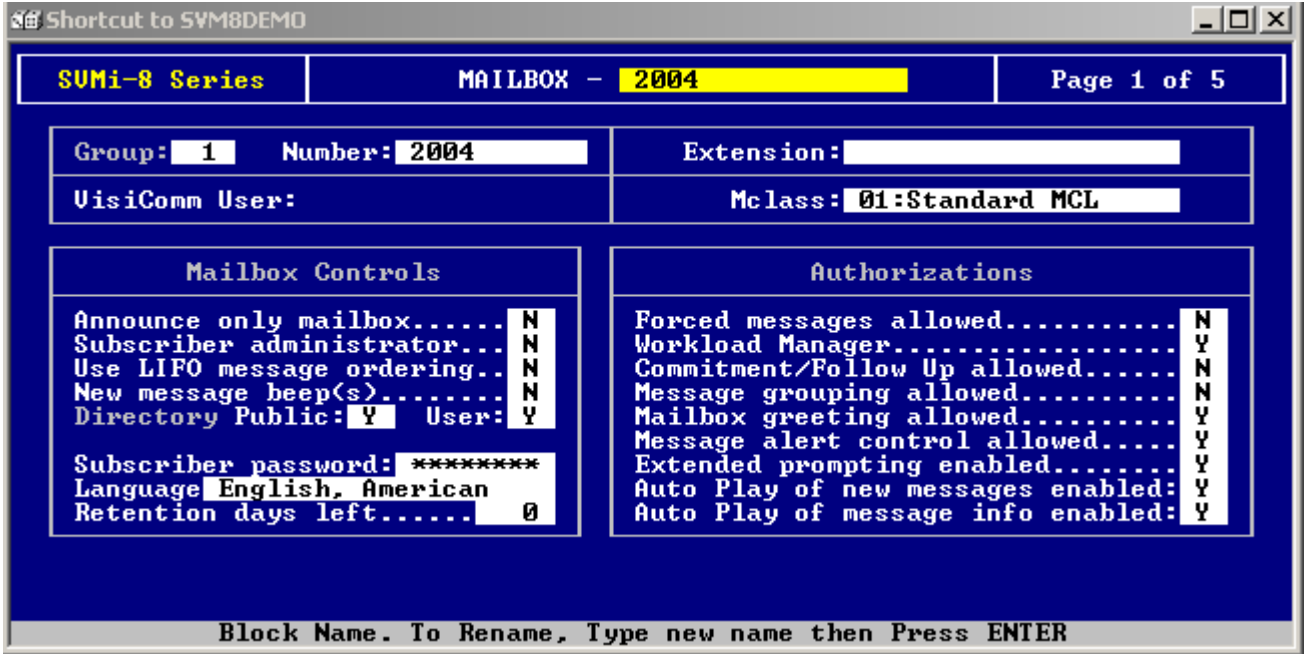 Shortcut to SVM8DEMO
SVMi-8 Series MAILBOX - 2004 Page 1 of 5
Group: 1 Number: 2004 Extension:
VisiComm User: Mclass: 01:Standard MCL
Mailbox Controls
Announce only mailbox...... N
Subscriber administrator... N
Use LIFO message ordering.. N
New message beep(s)........ N
Directory Public: Y User: Y
Subscriber password: ********
Language English, American
Retention days left...... 0
Authorizations
Forced messages allowed........... N
Workload Manager.................. Y
Commitment/Follow Up allowed...... N
Message grouping allowed.......... N
Mailbox greeting allowed.......... Y
Message alert control allowed..... Y
Extended prompting enabled........ Y
Auto Play of new messages enabled: Y
Auto Play of message info enabled: Y
Block Name. To Rename, Type new name then Press ENTER